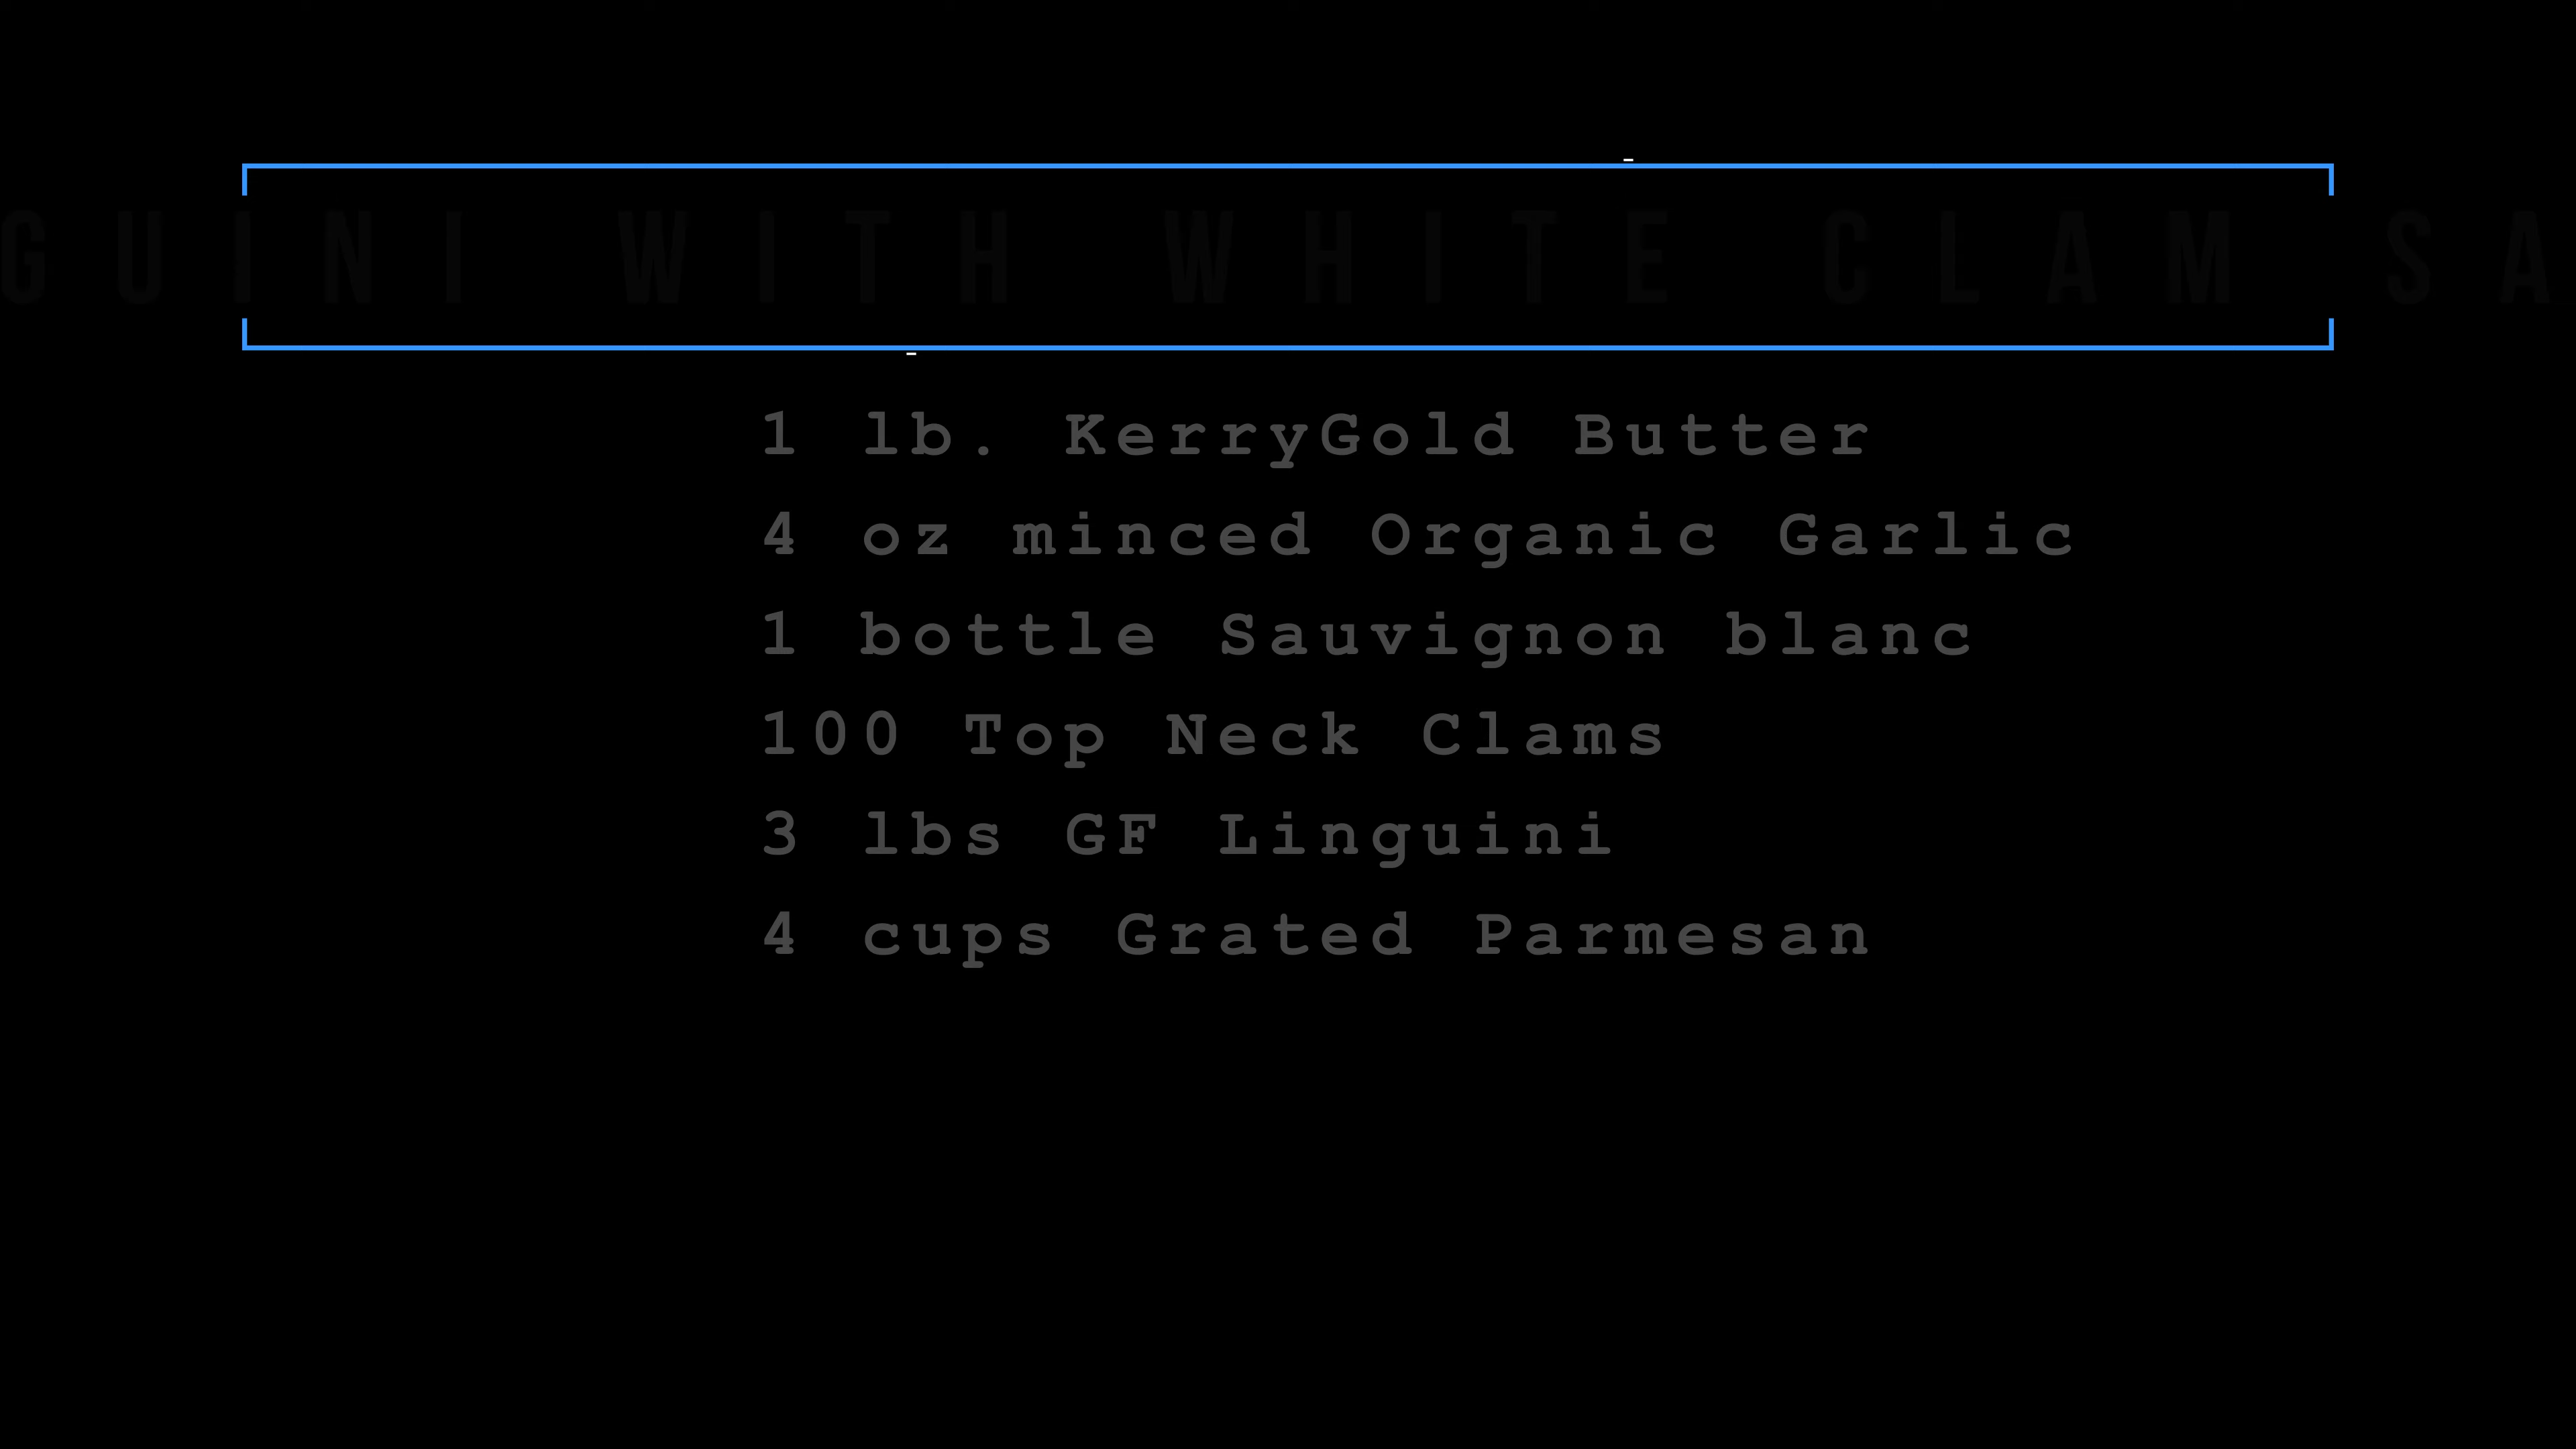 GUINI WITH WHITE CLAM SA
1 lb. KerryGold Butter
4 oz minced Organic Garlic
1 bottle Sauvignon blanc
100 Top Neck Clams
3 lbs GF Linguini
4 cups Grated Parmesan